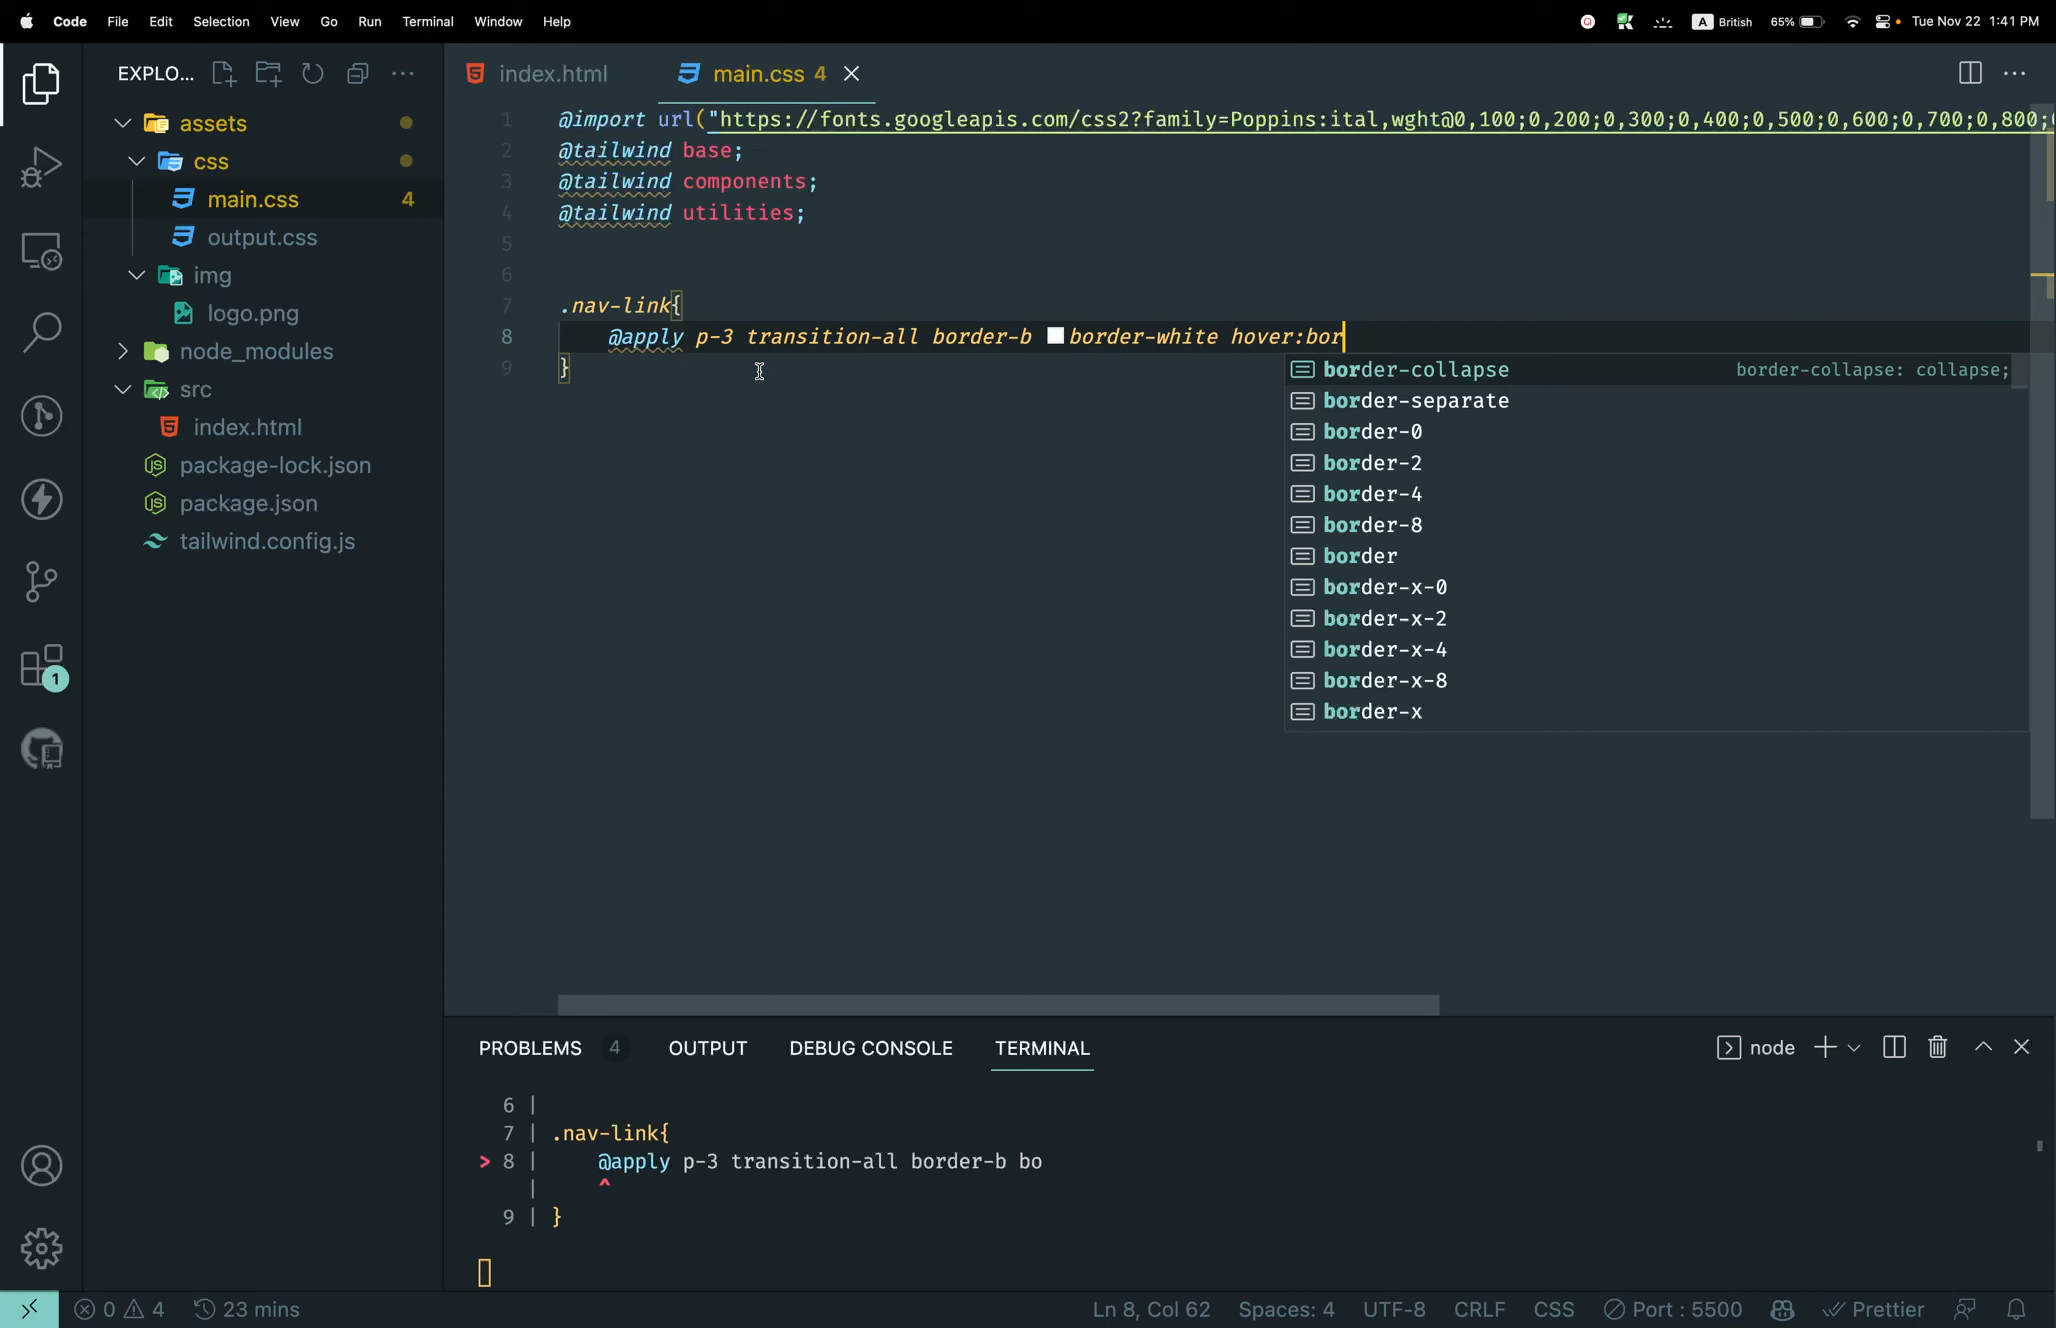 Code File Edit Selection View Go Run Terminal Window Help
A British 65% Tue Nov 22 1:41 PM
EXPLO...
assets
css
main.css 4
output.css
img
logo.png
node_modules
src
index.html
package-lock.json
package.json
tailwind.config.js
1
index.html
main.css 4
1 @import url("https://fonts.googleapis.com/css2?family=Poppins:ital,wght@0,100;0,200;0,300;0,400;0,500;0,600;0,700;0,800;
2 @tailwind base;
3 @tailwind components;
4 @tailwind utilities;
5
6
7 .nav-link{
8 @apply p-3 transition-all border-b border-white hover:bor
9 }
border-collapse border-collapse: collapse;
border-separate
border-0
border-2
border-4
border-8
border
border-x-0
border-x-2
border-x-4
border-x-8
border-x
PROBLEMS 4 OUTPUT DEBUG CONSOLE TERMINAL
node
6 |
7 | .nav-link{
> 8 | @apply p-3 transition-all border-b bo
| ^
9 | }
0 4 23 mins
Ln 8, Col 62 Spaces: 4 UTF-8 CRLF CSS Port : 5500 Prettier